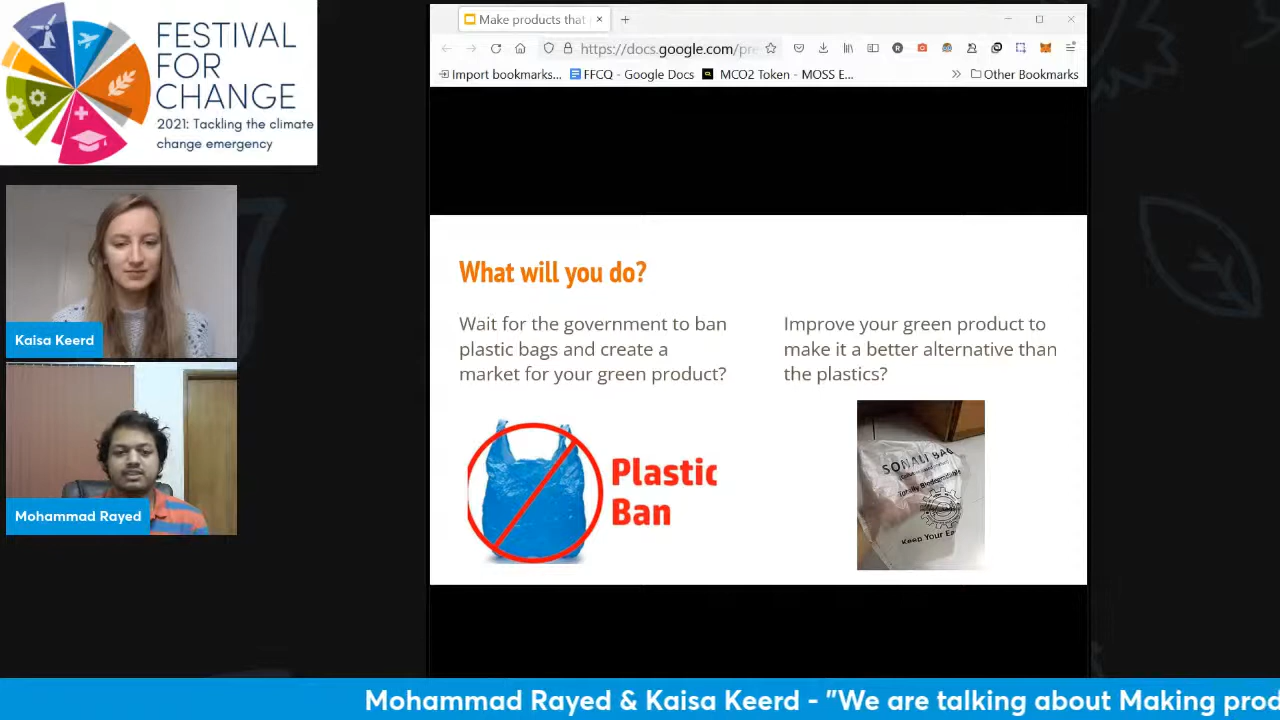 FESTIVAL
FOR
CHANGE
2021: Tackling the climate
change emergency
Kaisa Keerd
Mohammad Rayed
Make products that
https://docs.google.com/pre
Import bookmarks...
FFCQ - Google Docs
MCO2 Token - MOSS E...
Other Bookmarks
What will you do?
Wait for the government to ban
plastic bags and create a
market for your green product?
Improve your green product to
make it a better alternative than
the plastics?
Plastic
Ban
SONALI BAG
Totally Biodegradable
Keep Your Ea
Mohammad Rayed & Kaisa Keerd - "We are talking about Making prod